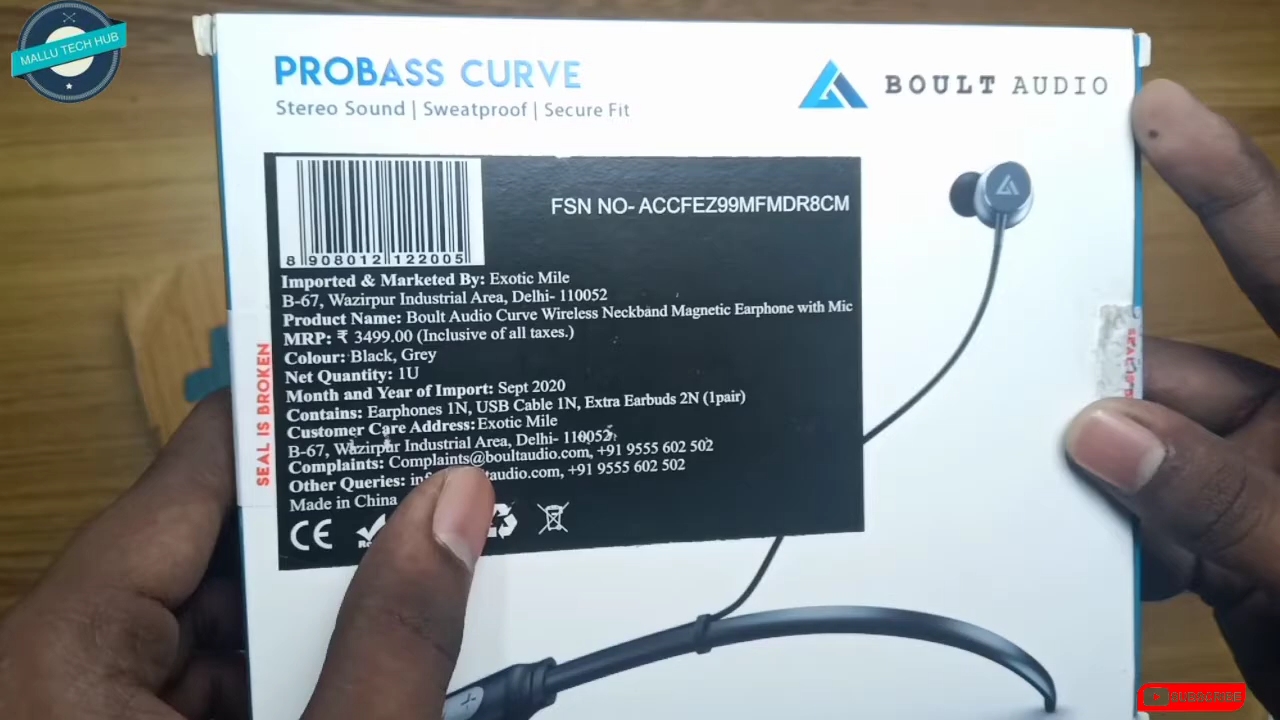 MALLU TECH HUB
PROBASS CURVE
Stereo Sound | Sweatproof | Secure Fit
BOULT AUDIO
FSN NO- ACCFEZ99MFMDR8CM
8 908012 122005
Imported & Marketed By: Exotic Mile
B-67, Wazirpur Industrial Area, Delhi- 110052
Product Name: Boult Audio Curve Wireless Neckband Magnetic Earphone with Mic
MRP: ₹ 3499.00 (Inclusive of all taxes.)
Colour: Black, Grey
Net Quantity: 1U
Month and Year of Import: Sept 2020
Contains: Earphones 1N, USB Cable 1N, Extra Earbuds 2N (1pair)
Customer Care Address: Exotic Mile
B-67, Wazirpur Industrial Area, Delhi- 110052.
Complaints: Complaints@boultaudio.com, +91 9555 602 502
Other Queries: +91 9555 602 502
Made in China
CE
SEAL IS BROKEN
SUBSCRIBE